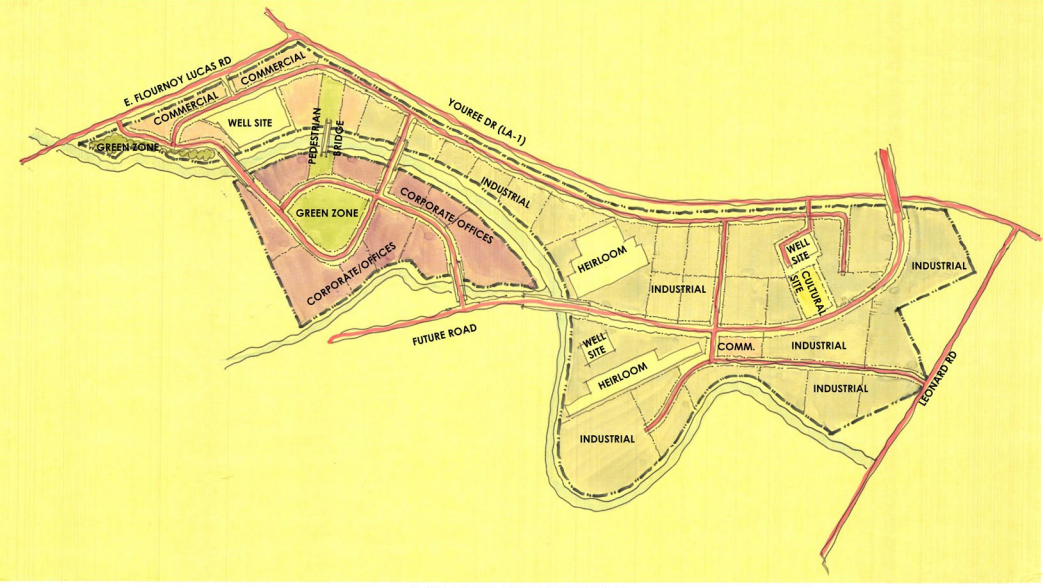 E. FLOURNOY LUCAS RD
COMMERCIAL
COMMERCIAL
WELL SITE
GREEN ZONE
PEDESTRIAN
BRIDGE
YOUREE DR (LA-1)
INDUSTRIAL
GREEN ZONE
CORPORATE/OFFICES
CORPORATE/OFFICES
HEIRLOOM
WELL
SITE
CULTURAL
SITE
INDUSTRIAL
INDUSTRIAL
FUTURE ROAD
WELL
SITE
COMM.
INDUSTRIAL
HEIRLOOM
INDUSTRIAL
LEONARD RD
INDUSTRIAL